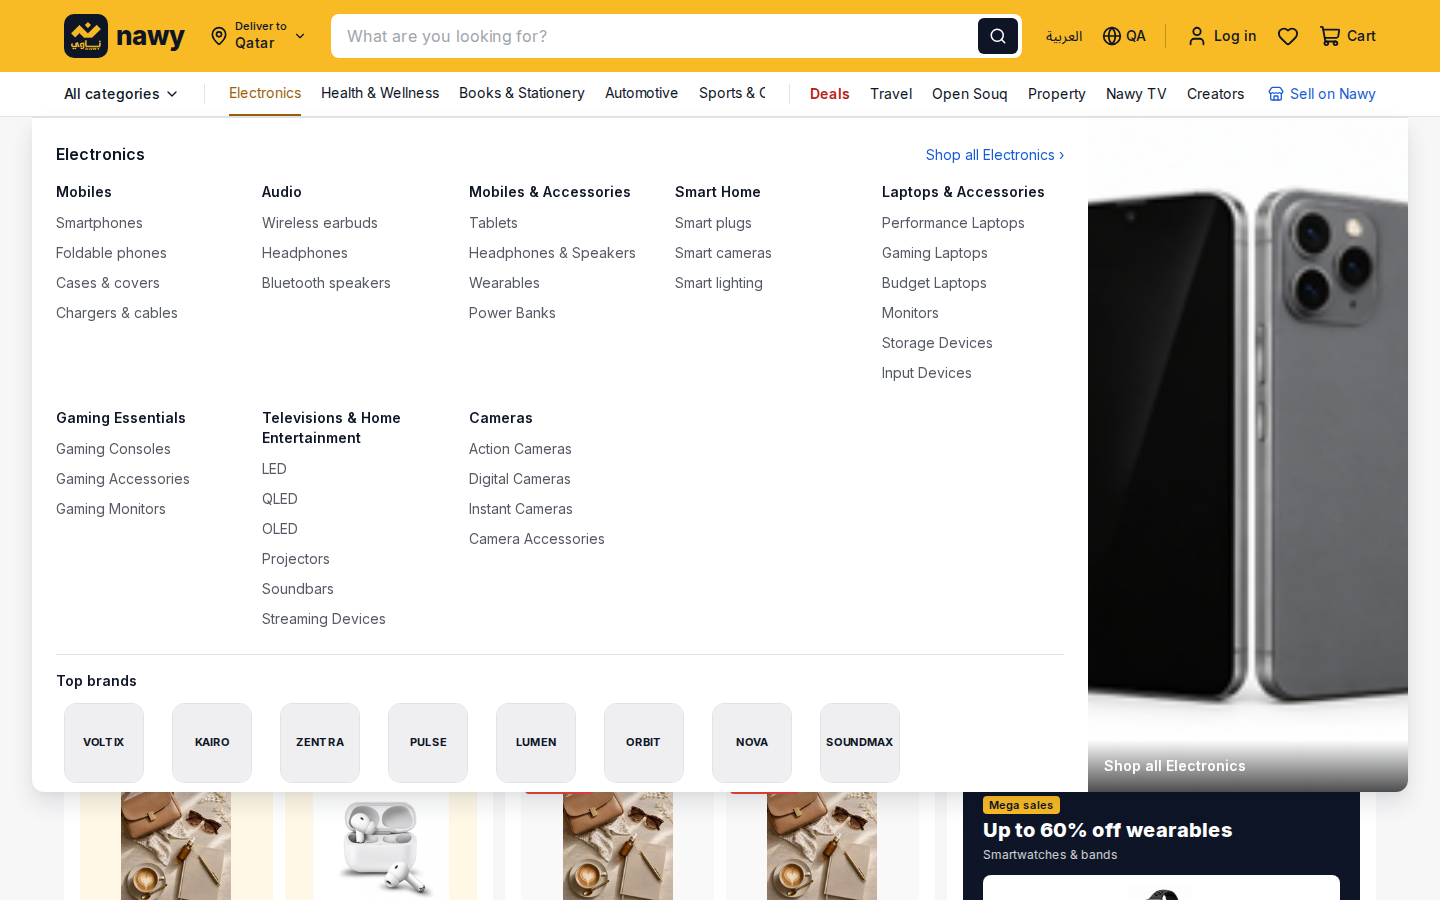 نـاوي
nawy
Deliver to
Qatar
What are you looking for?
العربية
QA
Log in
Cart
All categories
Electronics
Health & Wellness
Books & Stationery
Automotive
Sports &
Deals
Travel
Open Souq
Property
Nawy TV
Creators
Sell on Nawy
Electronics
Shop all Electronics ›
Mobiles
Smartphones
Foldable phones
Cases & covers
Chargers & cables
Audio
Wireless earbuds
Headphones
Bluetooth speakers
Mobiles & Accessories
Tablets
Headphones & Speakers
Wearables
Power Banks
Smart Home
Smart plugs
Smart cameras
Smart lighting
Laptops & Accessories
Performance Laptops
Gaming Laptops
Budget Laptops
Monitors
Storage Devices
Input Devices
Gaming Essentials
Gaming Consoles
Gaming Accessories
Gaming Monitors
Televisions & Home
Entertainment
LED
QLED
OLED
Projectors
Soundbars
Streaming Devices
Cameras
Action Cameras
Digital Cameras
Instant Cameras
Camera Accessories
Top brands
VOLTIX
KAIRO
ZENTRA
PULSE
LUMEN
ORBIT
NOVA
SOUNDMAX
Shop all Electronics
Mega sales
Up to 60% off wearables
Smartwatches & bands